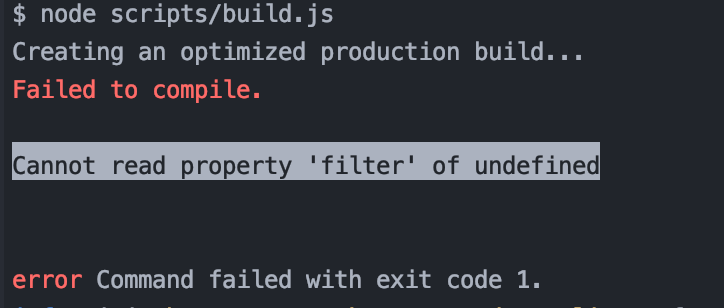 $ node scripts/build.js
Creating an optimized production build...
Failed to compile.
Cannot read property 'filter' of undefined
error Command failed with exit code 1.